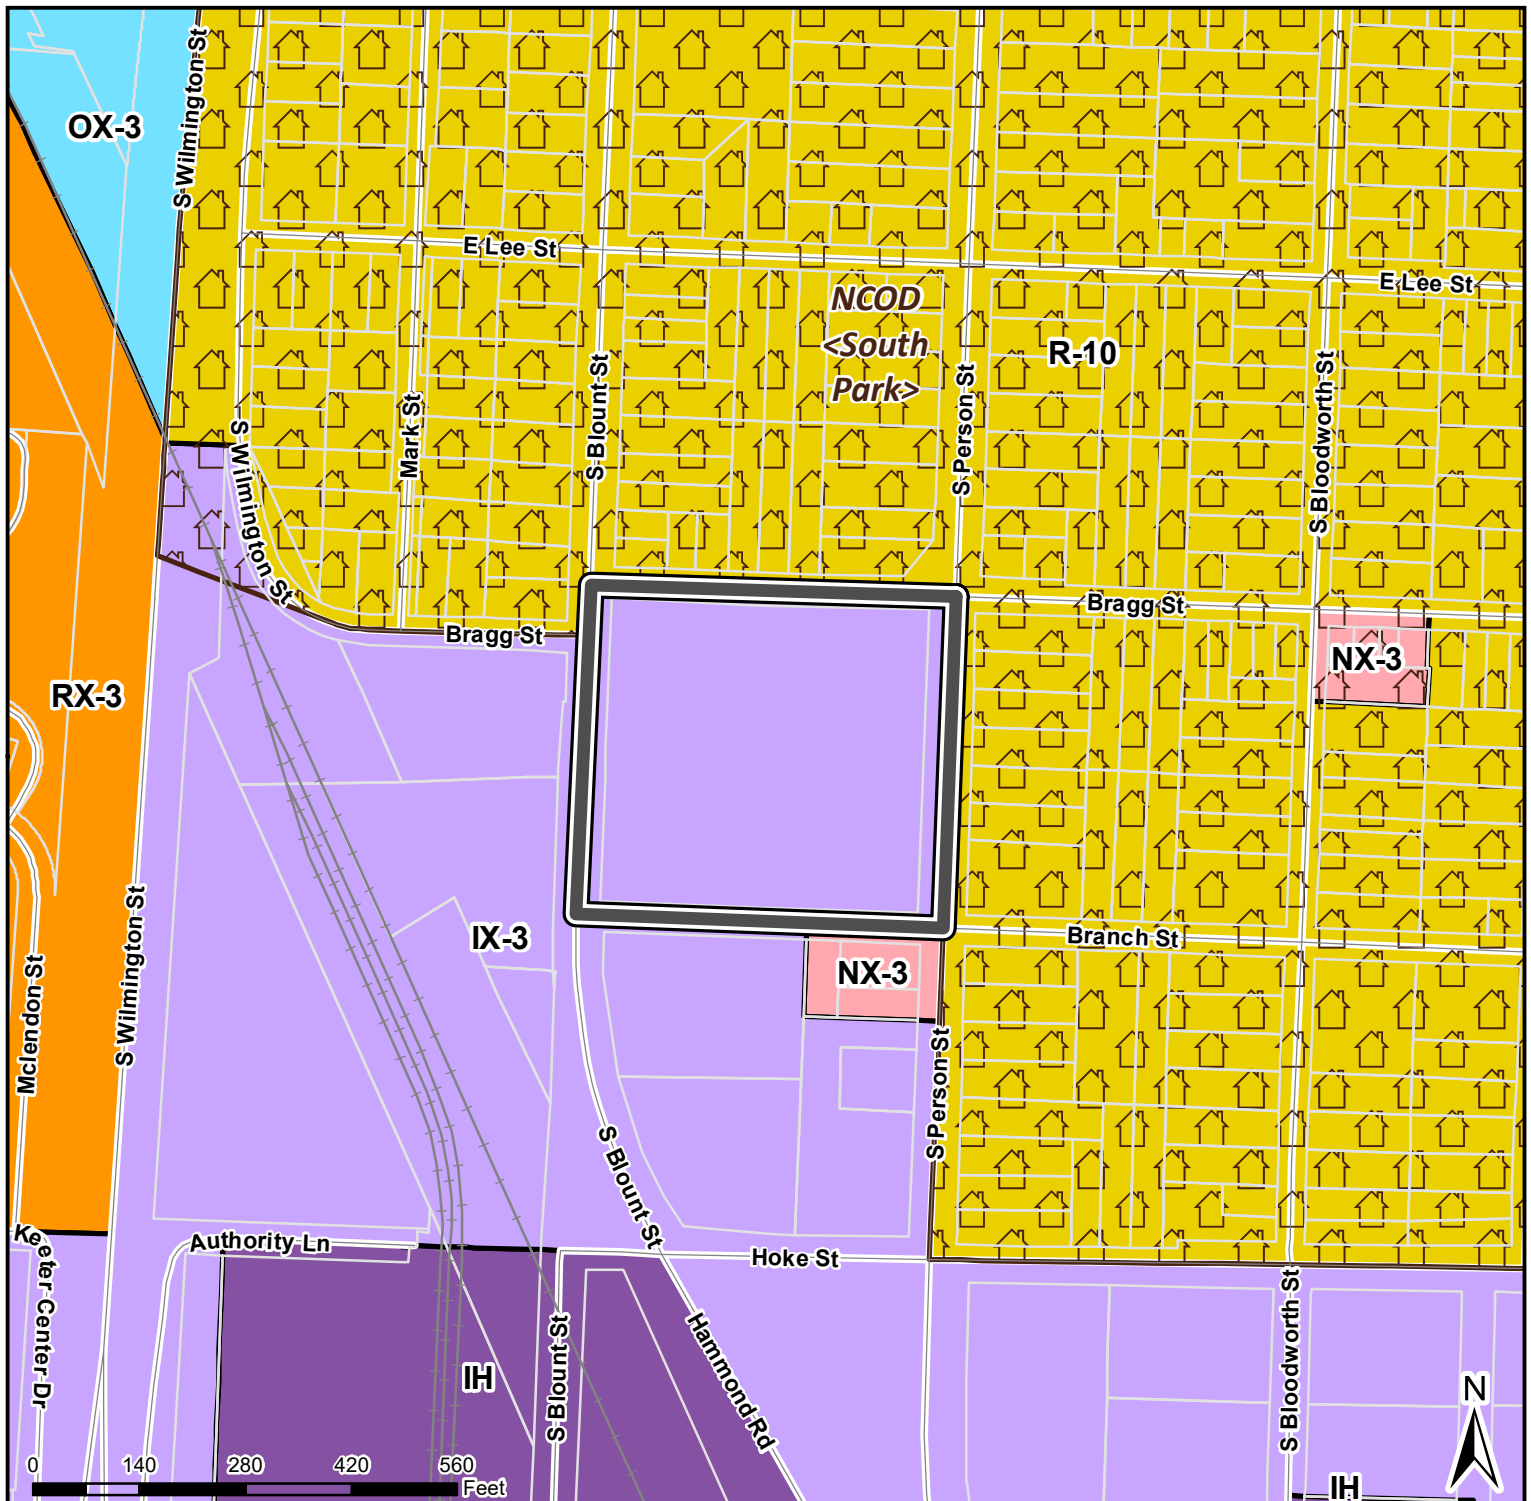 S Wilmington St
OX-3
E Lee St
E Lee St
NCOD
<South
Park>
R-10
S Blount St
Mark St
S Person St
S Bloodworth St
S Wilmington St
Bragg St
Bragg St
NX-3
RX-3
IX-3
Branch St
NX-3
S Wilmington St
Mclendon St
S Person St
S Blount St
Keeter Center Dr
Authority Ln
Hoke St
S Blount St
Hammond Rd
S Bloodworth St
IH
N
0 140 280 420 560
Feet
IH